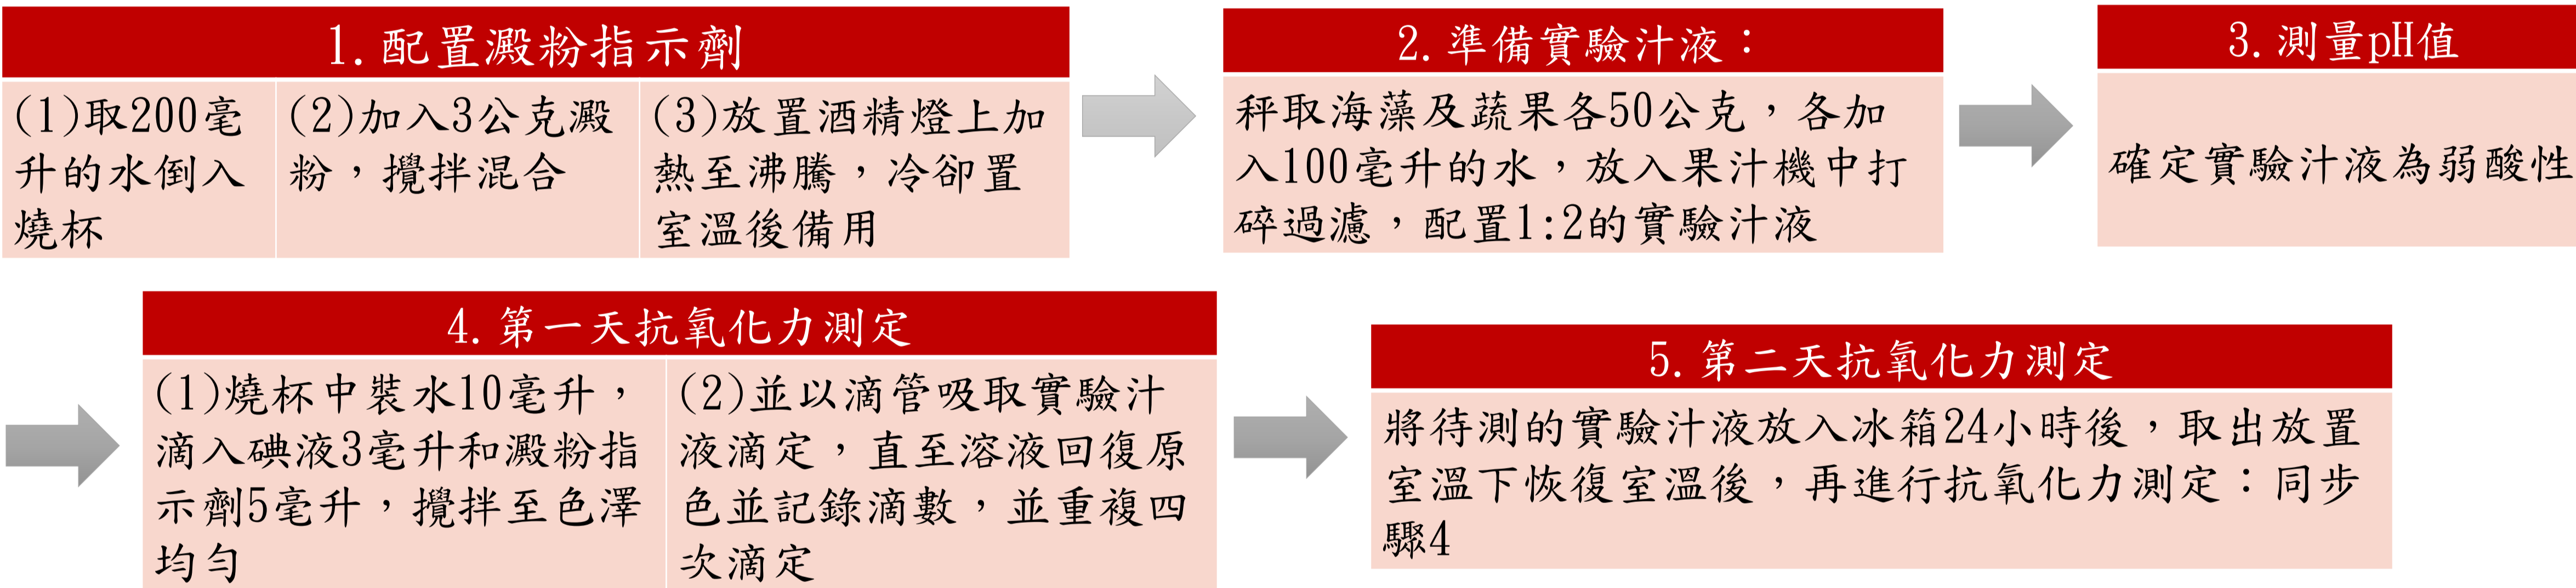 1.配置澱粉指示劑
(1)取200毫
升的水倒入
燒杯
(2)加入3公克澱
粉，攪拌混合
(3)放置酒精燈上加
熱至沸騰，冷卻置
室溫後備用
2.準備實驗汁液：
秤取海藻及蔬果各50公克，各加
入100毫升的水，放入果汁機中打
碎過濾，配置1:2的實驗汁液
3.測量pH值
確定實驗汁液為弱酸性
4.第一天抗氧化力測定
(1)燒杯中裝水10毫升，
滴入碘液3毫升和澱粉指
示劑5毫升，攪拌至色澤
均勻
(2)並以滴管吸取實驗汁
液滴定，直至溶液回復原
色並記錄滴數，並重複四
次滴定
5.第二天抗氧化力測定
將待測的實驗汁液放入冰箱24小時後，取出放置
室溫下恢復室溫後，再進行抗氧化力測定：同步
驟4